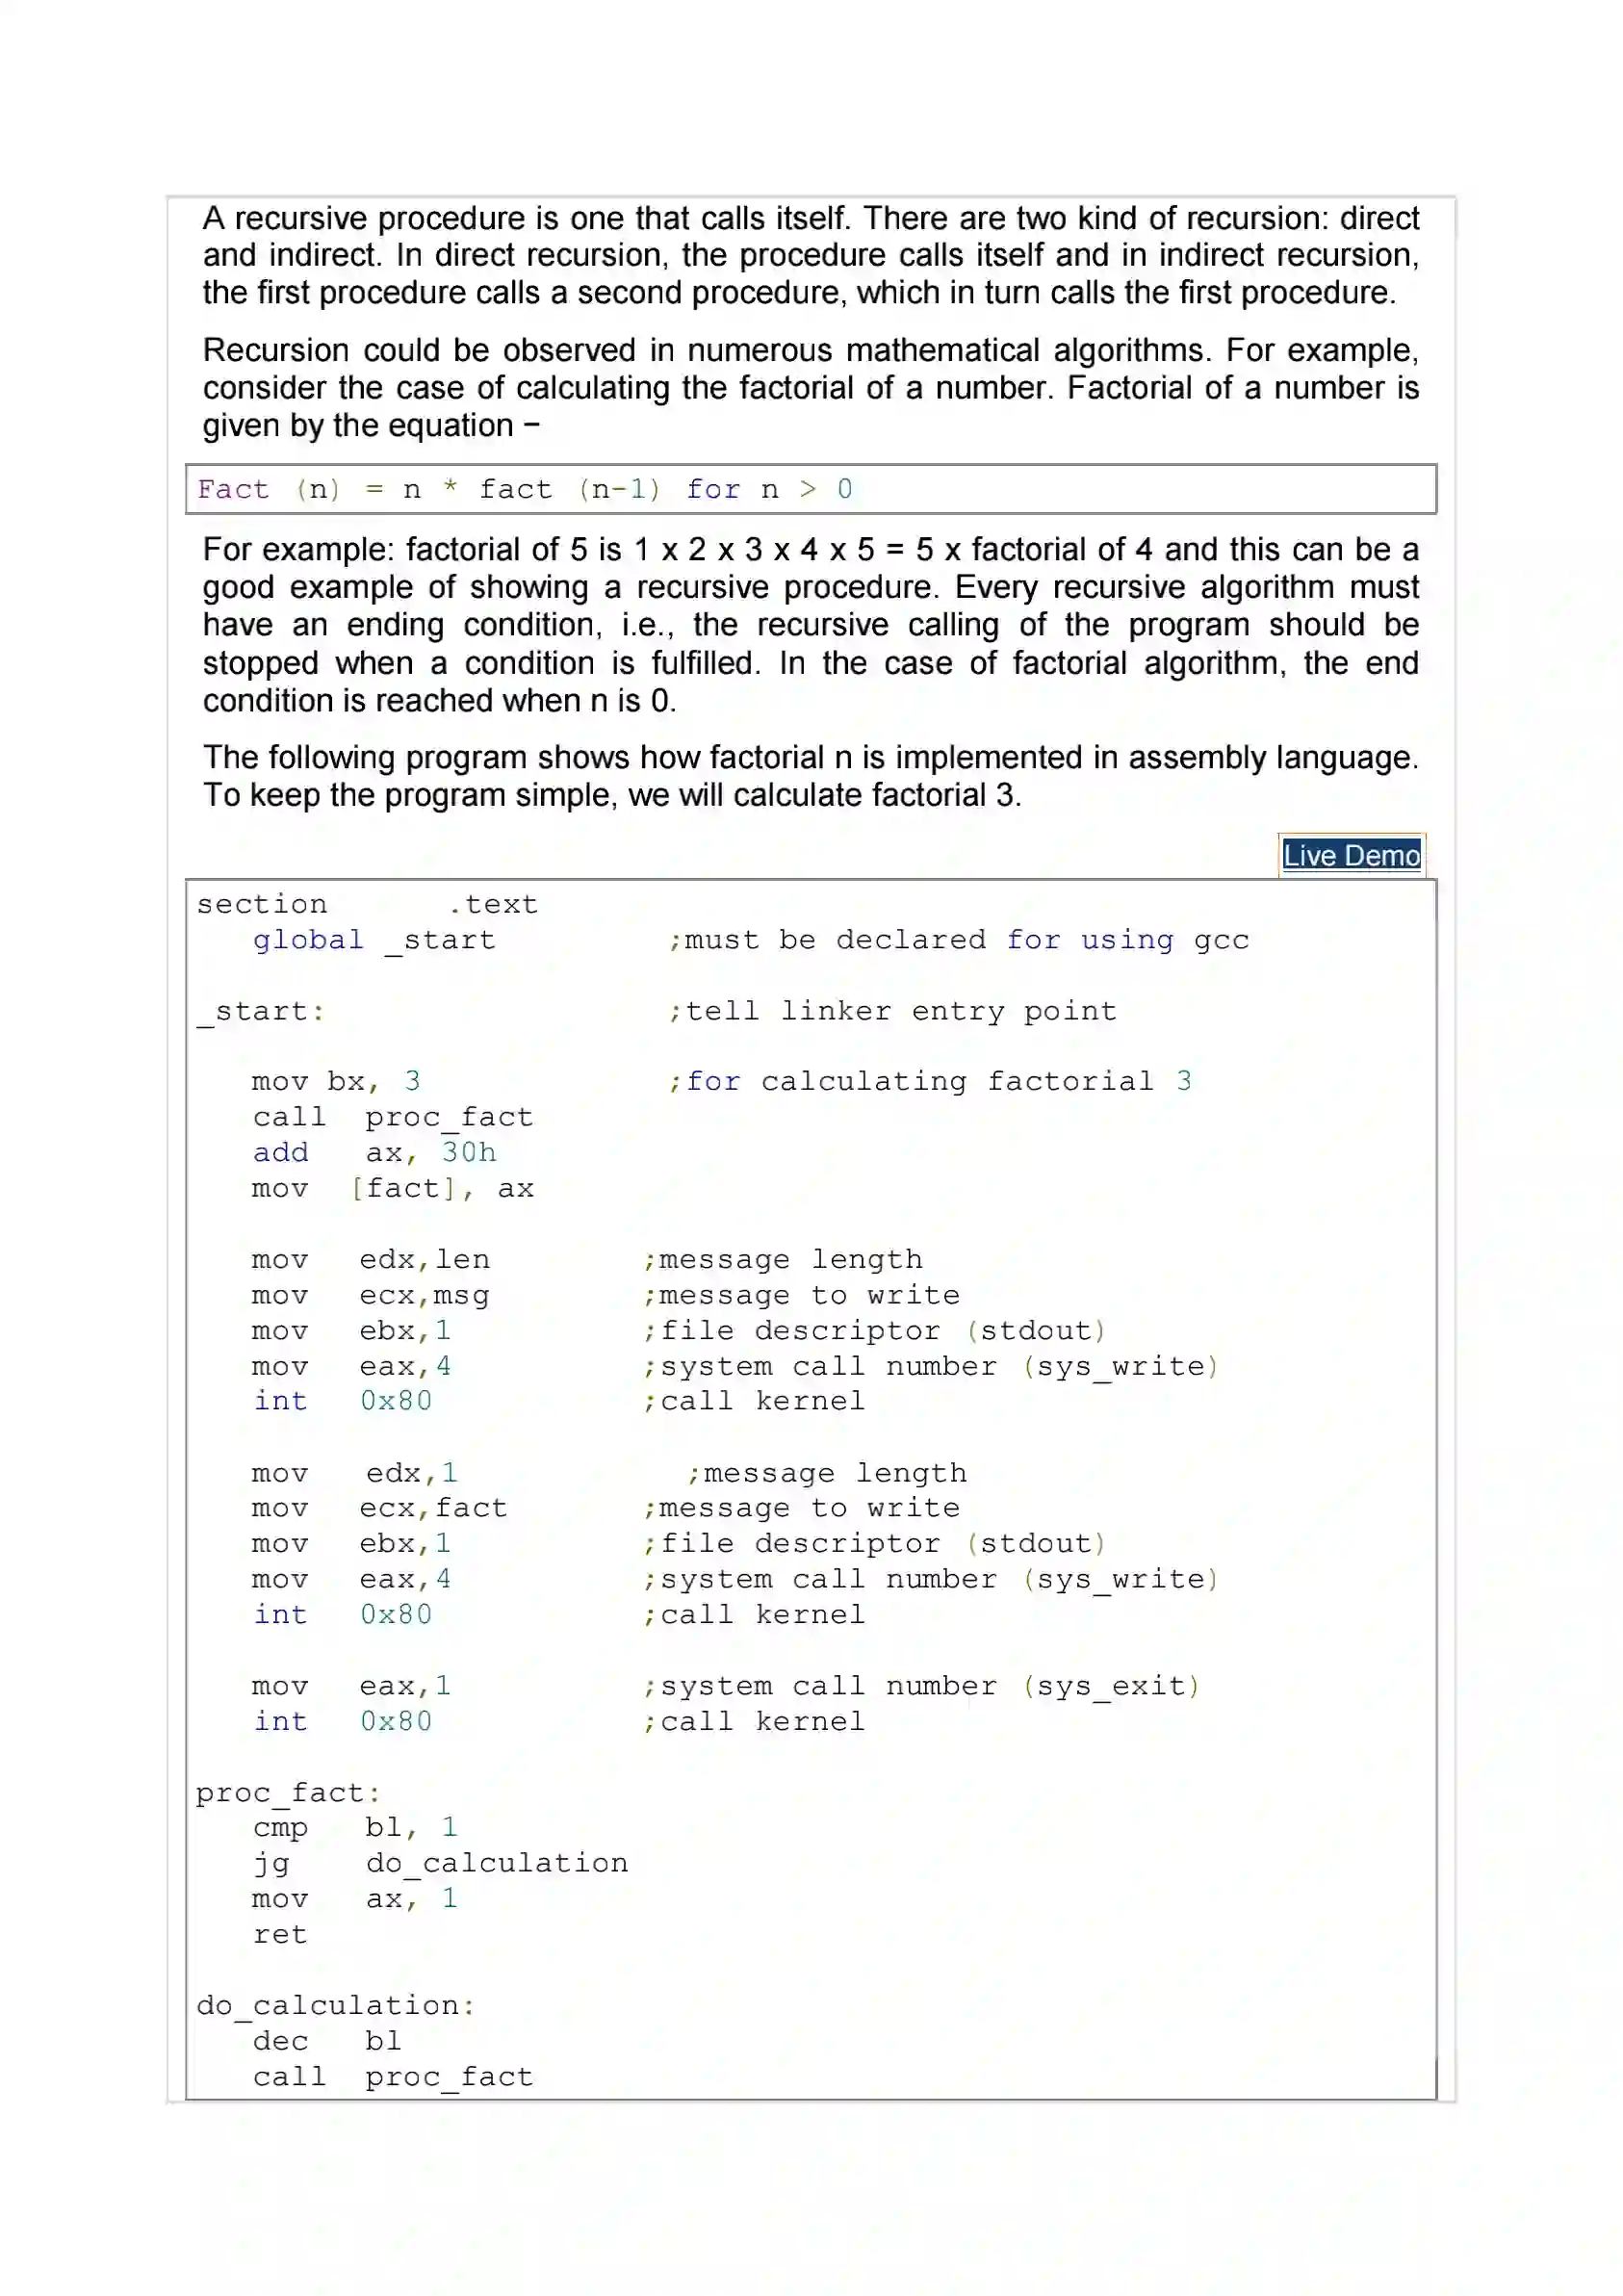 A recursive procedure is one that calls itself. There are two kind of recursion: direct
and indirect. In direct recursion, the procedure calls itself and in indirect recursion,
the first procedure calls a second procedure, which in turn calls the first procedure.
Recursion could be observed in numerous mathematical algorithms. For example,
consider the case of calculating the factorial of a number. Factorial of a number is
given by the equation −
Fact (n) = n * fact (n-1) for n > 0
For example: factorial of 5 is 1 x 2 x 3 x 4 x 5 = 5 x factorial of 4 and this can be a
good example of showing a recursive procedure. Every recursive algorithm must
have an ending condition, i.e., the recursive calling of the program should be
stopped when a condition is fulfilled. In the case of factorial algorithm, the end
condition is reached when n is 0.
The following program shows how factorial n is implemented in assembly language.
To keep the program simple, we will calculate factorial 3.
Live Demo
section .text
global _start ;must be declared for using gcc
_start: ;tell linker entry point
mov bx, 3 ;for calculating factorial 3
call proc_fact
add ax, 30h
mov [fact], ax
mov edx,len ;message length
mov ecx,msg ;message to write
mov ebx,1 ;file descriptor (stdout)
mov eax,4 ;system call number (sys_write)
int 0x80 ;call kernel
mov edx,1 ;message length
mov ecx,fact ;message to write
mov ebx,1 ;file descriptor (stdout)
mov eax,4 ;system call number (sys_write)
int 0x80 ;call kernel
mov eax,1 ;system call number (sys_exit)
int 0x80 ;call kernel
proc_fact:
cmp bl, 1
jg do_calculation
mov ax, 1
ret
do_calculation:
dec bl
call proc_fact